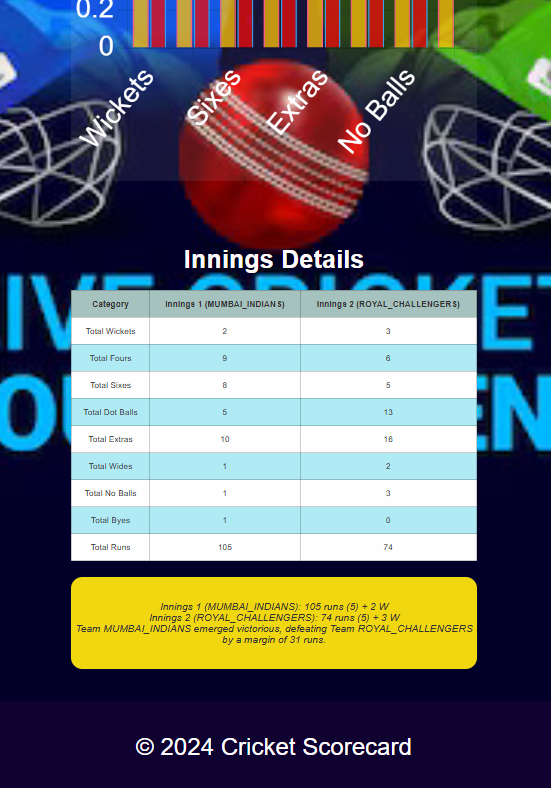 0.2
0
Wickets Sixes Extras No Balls
Innings Details
Category Innings 1 (MUMBAI_INDIANS) Innings 2 (ROYAL_CHALLENGERS)
Total Wickets 2 3
Total Fours 9 6
Total Sixes 8 5
Total Dot Balls 5 13
Total Extras 10 16
Total Wides 1 2
Total No Balls 1 3
Total Byes 1 0
Total Runs 105 74
Innings 1 (MUMBAI_INDIANS): 105 runs (5) + 2 W
Innings 2 (ROYAL_CHALLENGERS): 74 runs (5) + 3 W
Team MUMBAI_INDIANS emerged victorious, defeating Team ROYAL_CHALLENGERS
by a margin of 31 runs.
© 2024 Cricket Scorecard